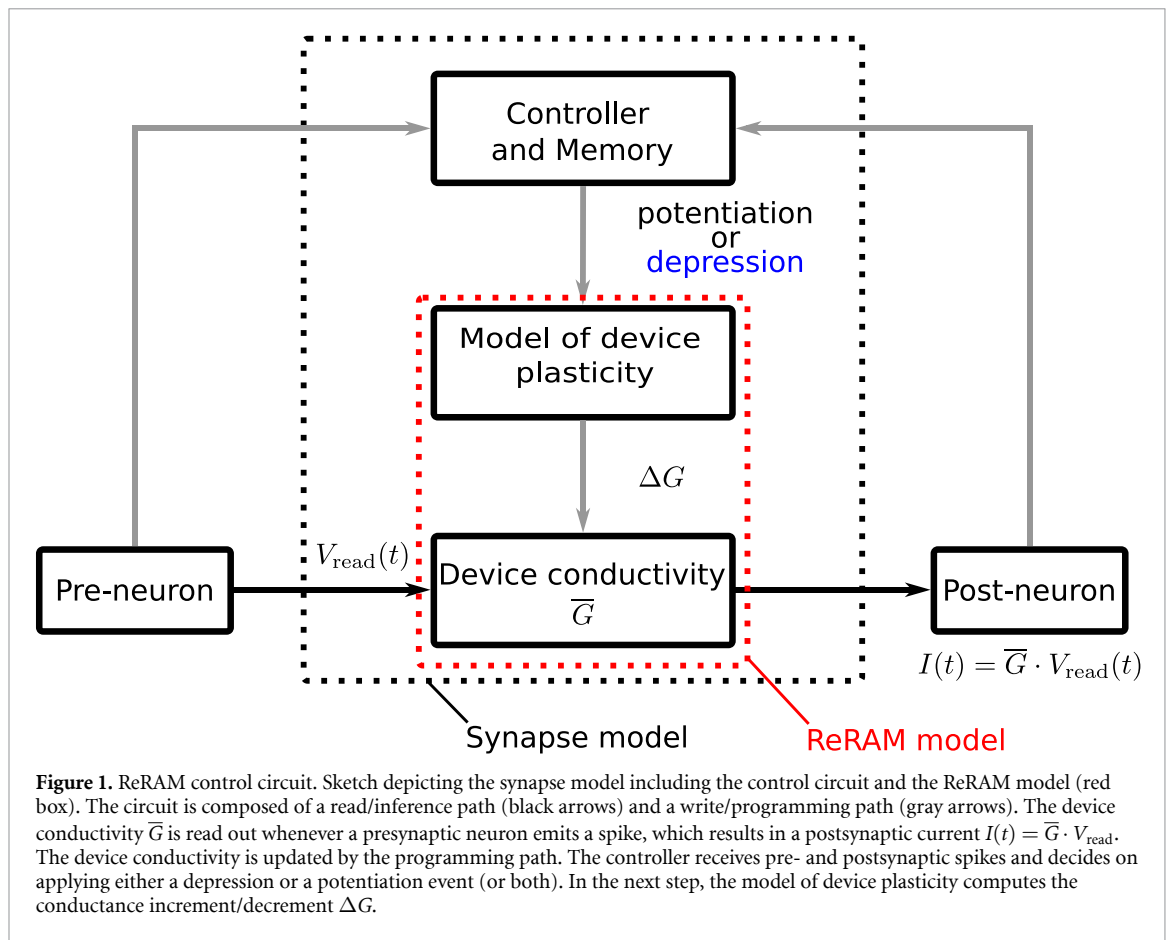 Controller
and Memory
potentiation
or
depression
Model of device
plasticity
ΔG
Pre-neuron
V_read(t)
Device conductivity
G̅
Post-neuron
I(t) = G̅ · V_read(t)
Synapse model
ReRAM model
Figure 1. ReRAM control circuit. Sketch depicting the synapse model including the control circuit and the ReRAM model (red
box). The circuit is composed of a read/inference path (black arrows) and a write/programming path (gray arrows). The device
conductivity G̅ is read out whenever a presynaptic neuron emits a spike, which results in a postsynaptic current I(t) = G̅ · V_read.
The device conductivity is updated by the programming path. The controller receives pre- and postsynaptic spikes and decides on
applying either a depression or a potentiation event (or both). In the next step, the model of device plasticity computes the
conductance increment/decrement ΔG.